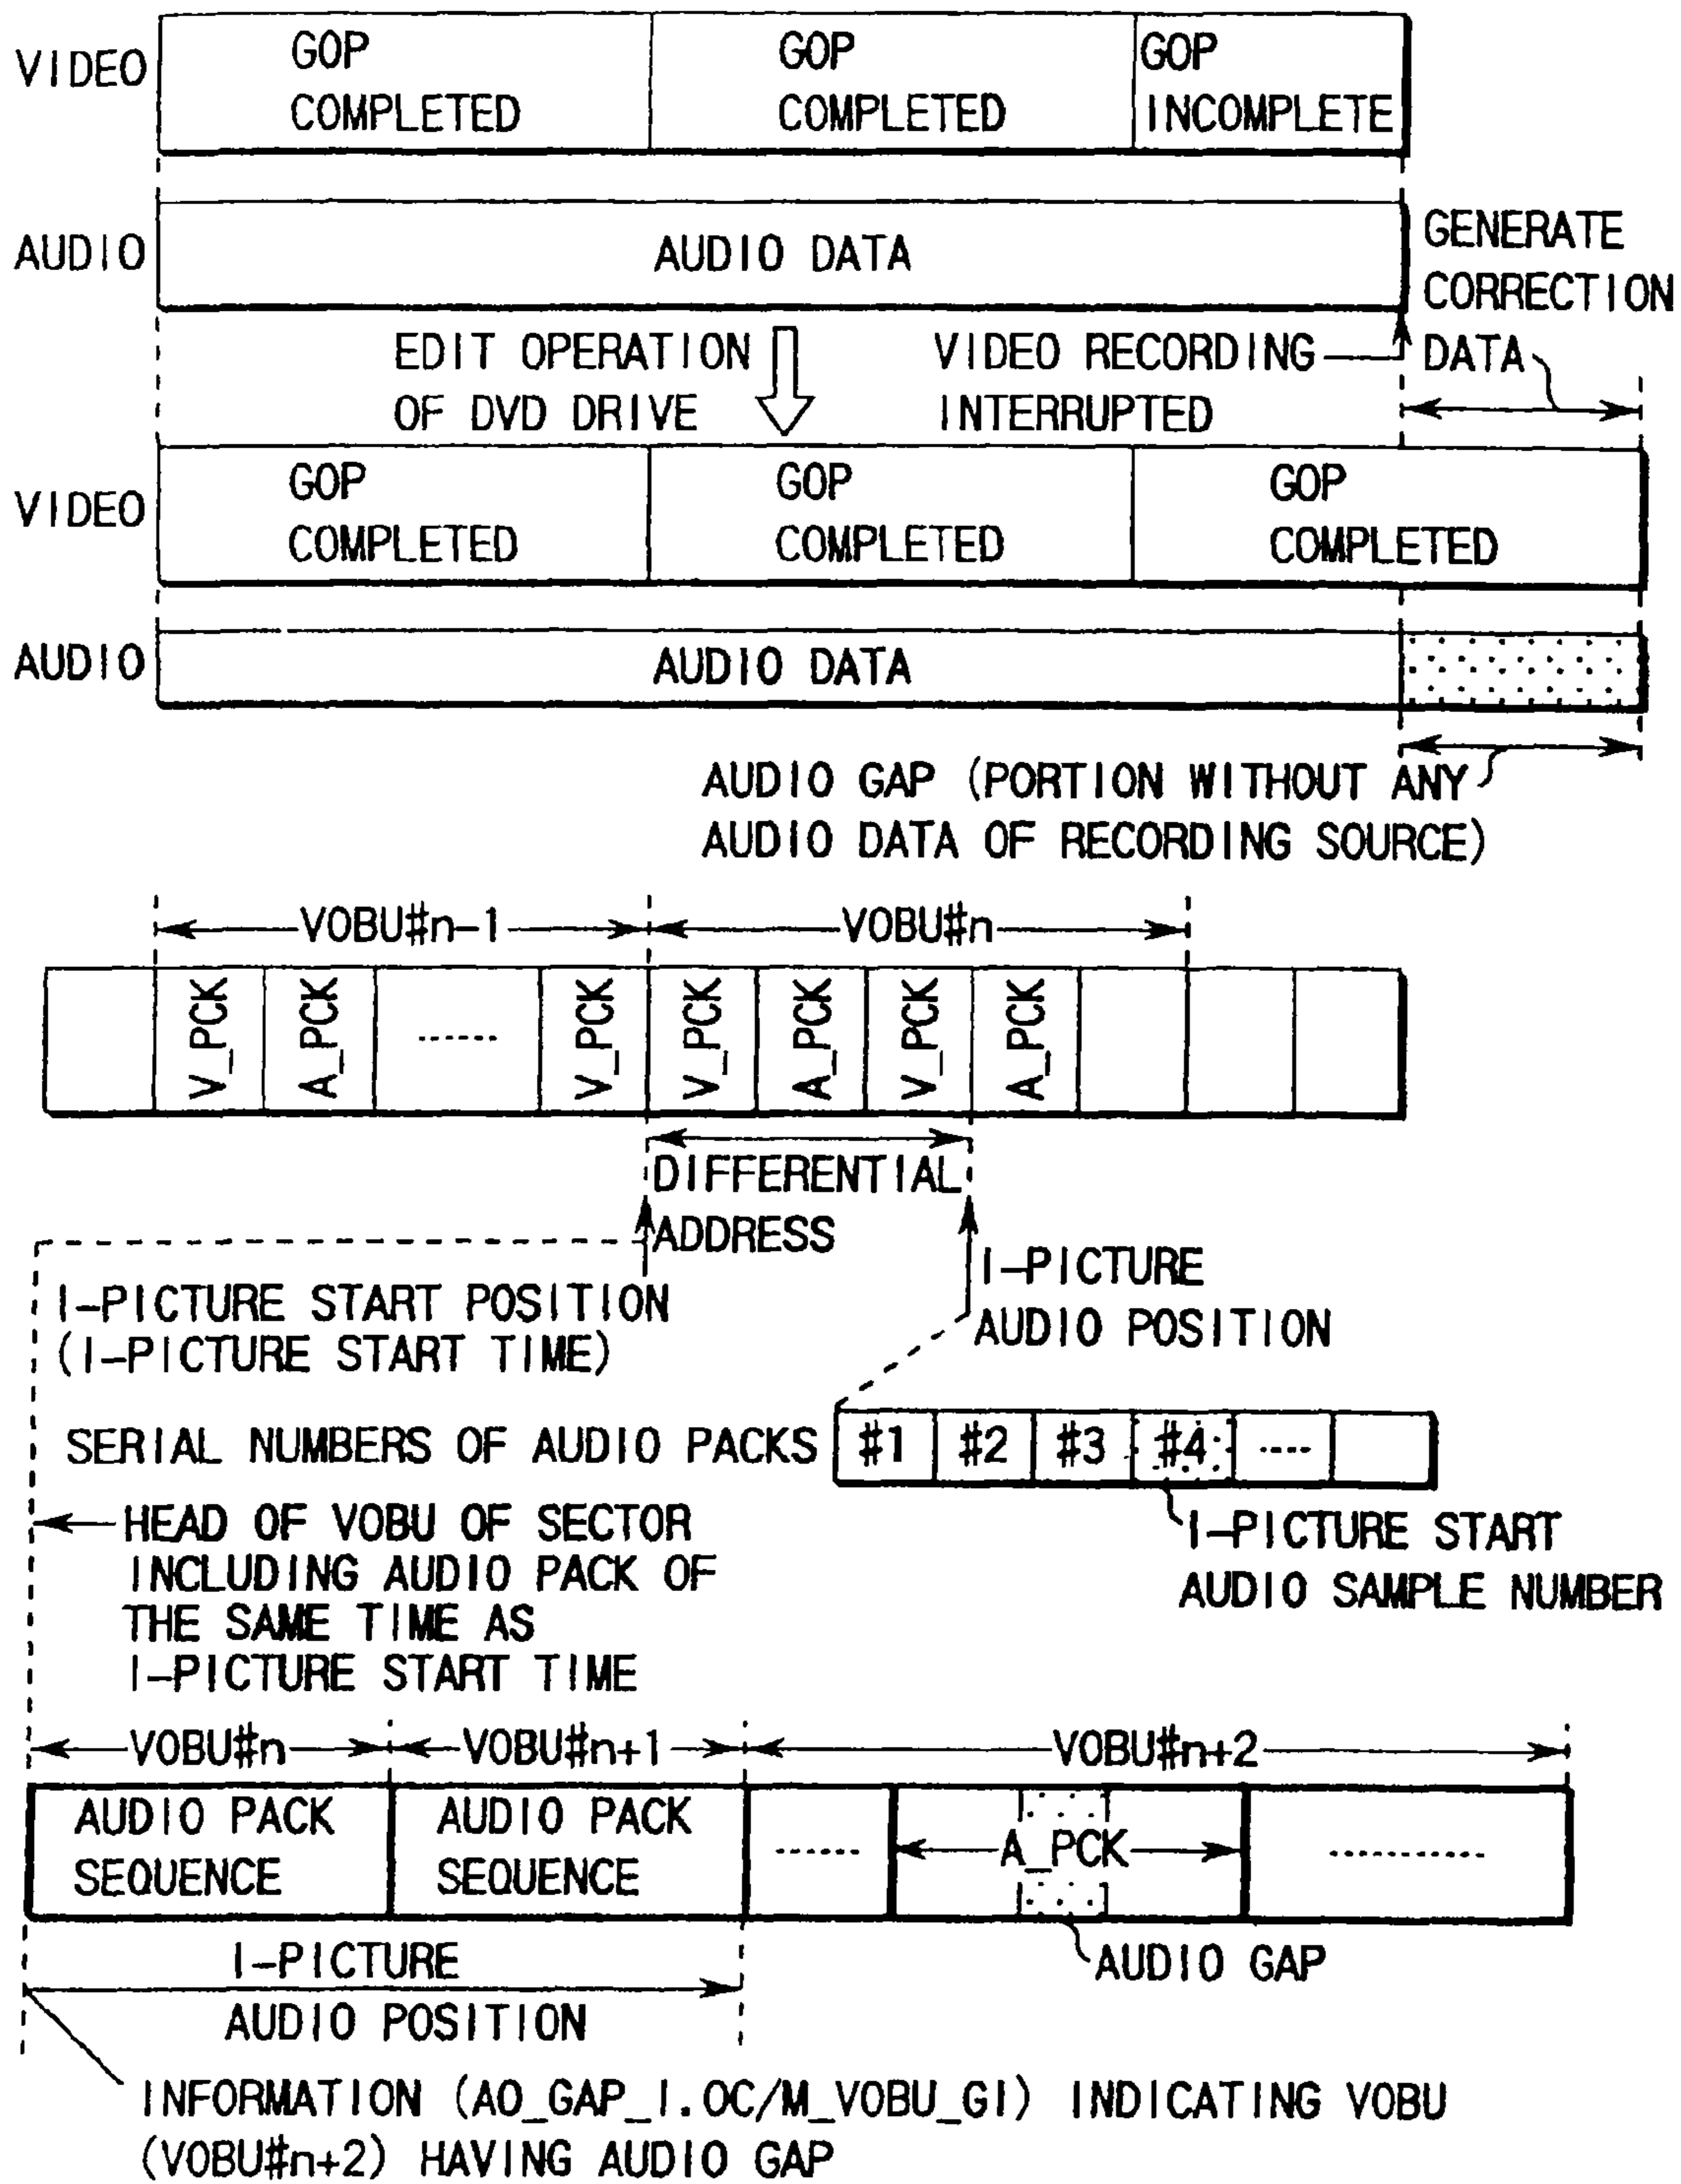 VIDEO
GOP
COMPLETED
GOP
COMPLETED
GOP
INCOMPLETE
AUDIO
AUDIO DATA
GENERATE
CORRECTION
DATA
EDIT OPERATION
OF DVD DRIVE
VIDEO RECORDING
INTERRUPTED
VIDEO
GOP
COMPLETED
GOP
COMPLETED
GOP
COMPLETED
AUDIO
AUDIO DATA
AUDIO GAP (PORTION WITHOUT ANY
AUDIO DATA OF RECORDING SOURCE)
VOBU#n-1
VOBU#n
V_PCK
A_PCK
V_PCK
V_PCK
A_PCK
V_PCK
A_PCK
DIFFERENTIAL
ADDRESS
I-PICTURE START POSITION
(I-PICTURE START TIME)
I-PICTURE
AUDIO POSITION
SERIAL NUMBERS OF AUDIO PACKS
#1
#2
#3
#4
I-PICTURE START
AUDIO SAMPLE NUMBER
HEAD OF VOBU OF SECTOR
INCLUDING AUDIO PACK OF
THE SAME TIME AS
I-PICTURE START TIME
VOBU#n
VOBU#n+1
VOBU#n+2
AUDIO PACK
SEQUENCE
AUDIO PACK
SEQUENCE
A_PCK
AUDIO GAP
I-PICTURE
AUDIO POSITION
INFORMATION (A0_GAP_I.OC/M_VOBU_GI) INDICATING VOBU
(VOBU#n+2) HAVING AUDIO GAP